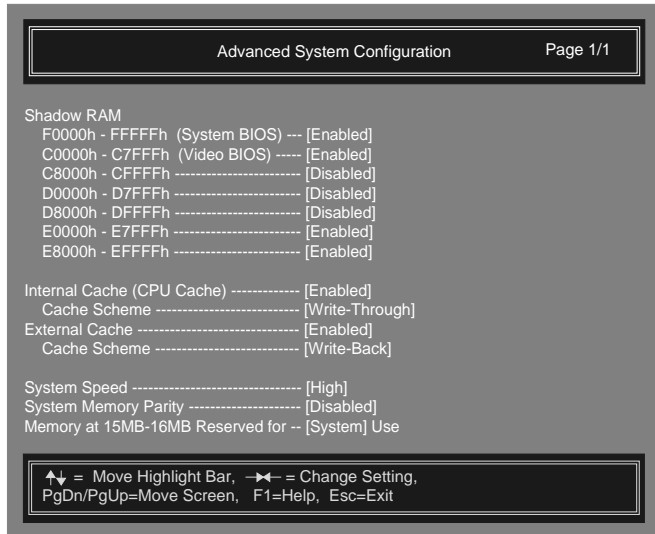 Advanced System Configuration Page 1/1
Shadow RAM
F0000h - FFFFFh (System BIOS) --- [Enabled]
C0000h - C7FFFh (Video BIOS) ----- [Enabled]
C8000h - CFFFFh ------------------------ [Disabled]
D0000h - D7FFFh ------------------------ [Disabled]
D8000h - DFFFFh ------------------------ [Disabled]
E0000h - E7FFFh ------------------------ [Enabled]
E8000h - EFFFFh ------------------------ [Enabled]
Internal Cache (CPU Cache) ------------- [Enabled]
Cache Scheme --------------------------- [Write-Through]
External Cache ------------------------------- [Enabled]
Cache Scheme --------------------------- [Write-Back]
System Speed -------------------------------- [High]
System Memory Parity --------------------- [Disabled]
Memory at 15MB-16MB Reserved for -- [System] Use
↑↓ = Move Highlight Bar, →← = Change Setting,
PgDn/PgUp=Move Screen, F1=Help, Esc=Exit